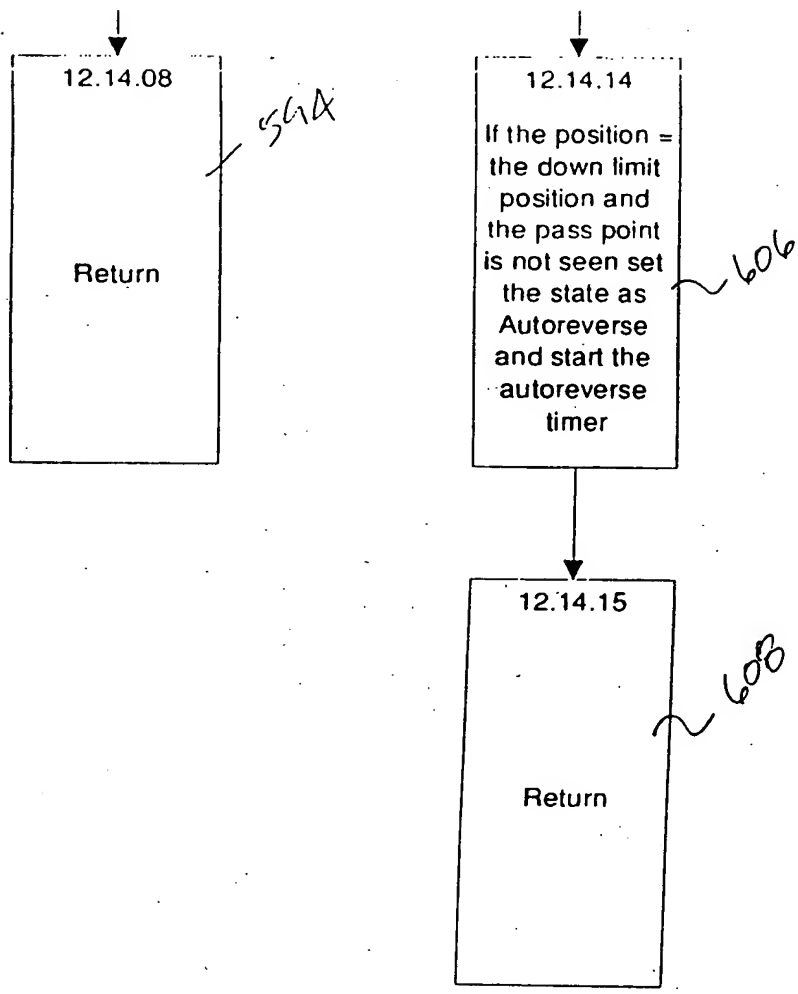 12.14.08
Return
594
12.14.14
If the position =
the down limit
position and
the pass point
is not seen set
the state as
Autoreverse
and start the
autoreverse
timer
606
12.14.15
Return
608